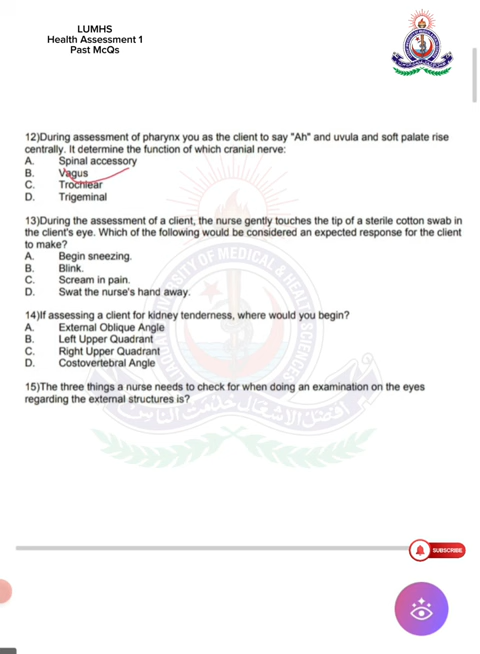 LUMHS
Health Assessment 1
Past McQs
12)During assessment of pharynx you as the client to say "Ah" and uvula and soft palate rise
centrally. It determine the function of which cranial nerve:
A. Spinal accessory
B. Vagus
C. Trochlear
D. Trigeminal
13)During the assessment of a client, the nurse gently touches the tip of a sterile cotton swab in
the client's eye. Which of the following would be considered an expected response for the client
to make?
A. Begin sneezing.
B. Blink.
C. Scream in pain.
D. Swat the nurse's hand away.
14)If assessing a client for kidney tenderness, where would you begin?
A. External Oblique Angle
B. Left Upper Quadrant
C. Right Upper Quadrant
D. Costovertebral Angle
15)The three things a nurse needs to check for when doing an examination on the eyes
regarding the external structures is?
SUBSCRIBE